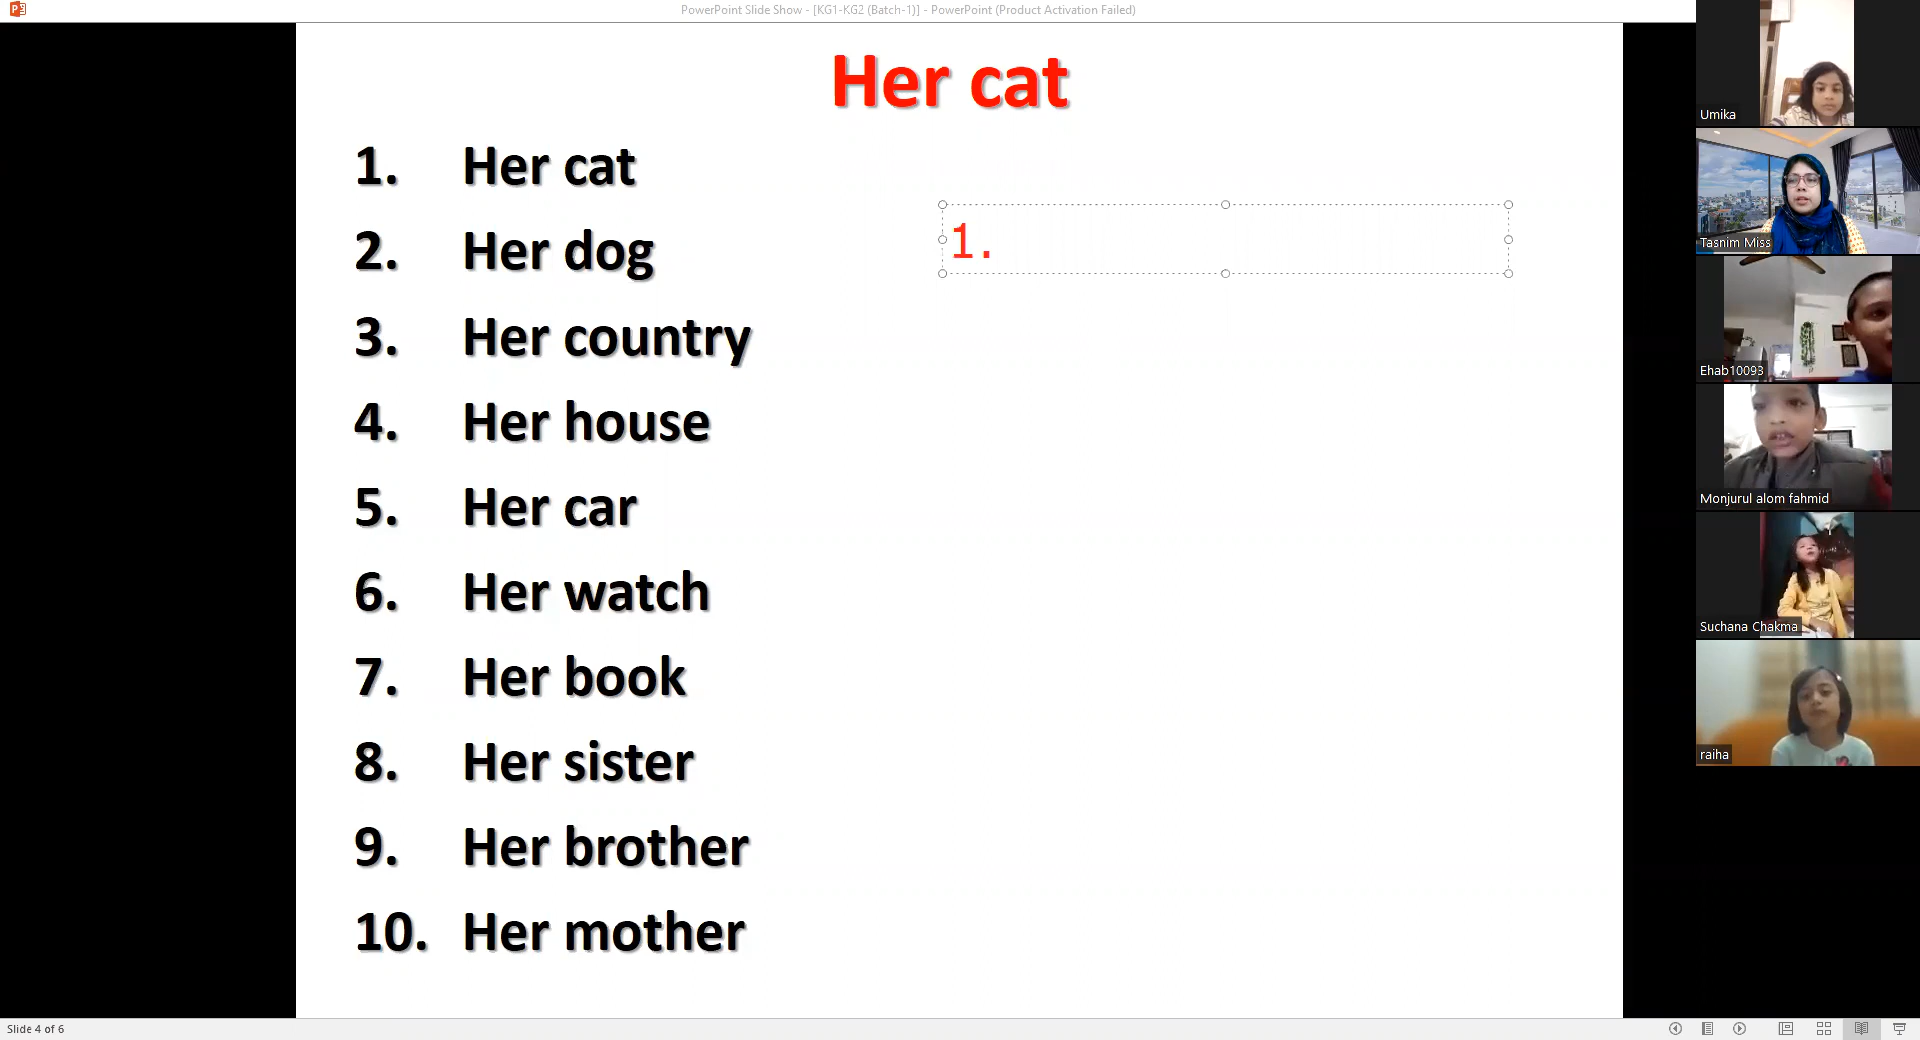 PowerPoint Slide Show - [KG1-KG2 (Batch-1)] - PowerPoint (Product Activation Failed)
Her cat
1. Her cat
2. Her dog
3. Her country
4. Her house
5. Her car
6. Her watch
7. Her book
8. Her sister
9. Her brother
10. Her mother
1.
Umika
Tasnim Miss
Ehab10093
Monjurul alom fahmid
Suchana Chakma
raiha
Slide 4 of 6